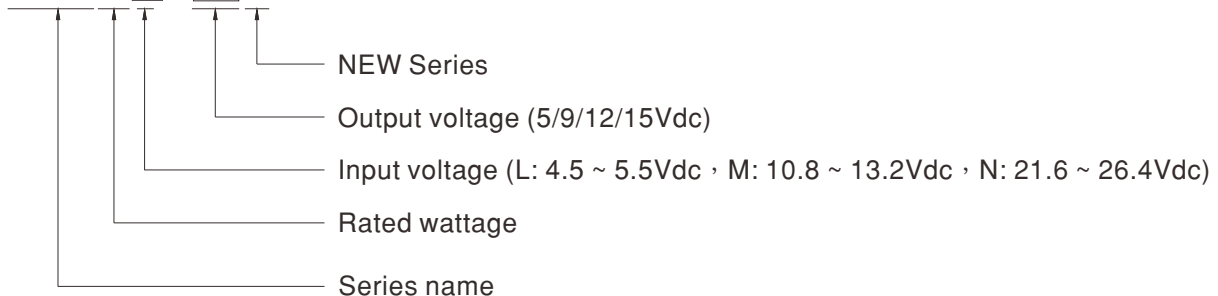 NEW Series
Output voltage (5/9/12/15Vdc)
Input voltage (L: 4.5 ~ 5.5Vdc，M: 10.8 ~ 13.2Vdc，N: 21.6 ~ 26.4Vdc)
Rated wattage
Series name